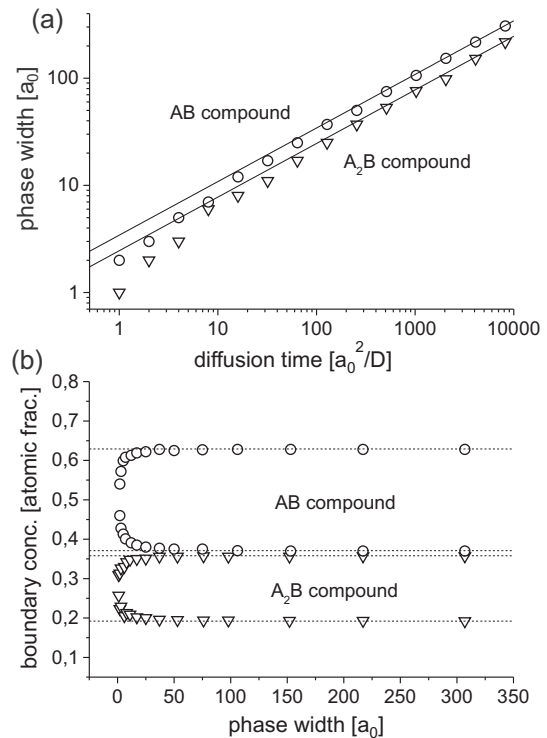 (a)
phase width [a₀]
100
10
1
AB compound
A₂B compound
1 10 100 1000 10000
diffusion time [a₀²/D]
(b)
boundary conc. [atomic frac.]
0,8
0,7
0,6
0,5
0,4
0,3
0,2
0,1
AB compound
A₂B compound
0 50 100 150 200 250 300 350
phase width [a₀]